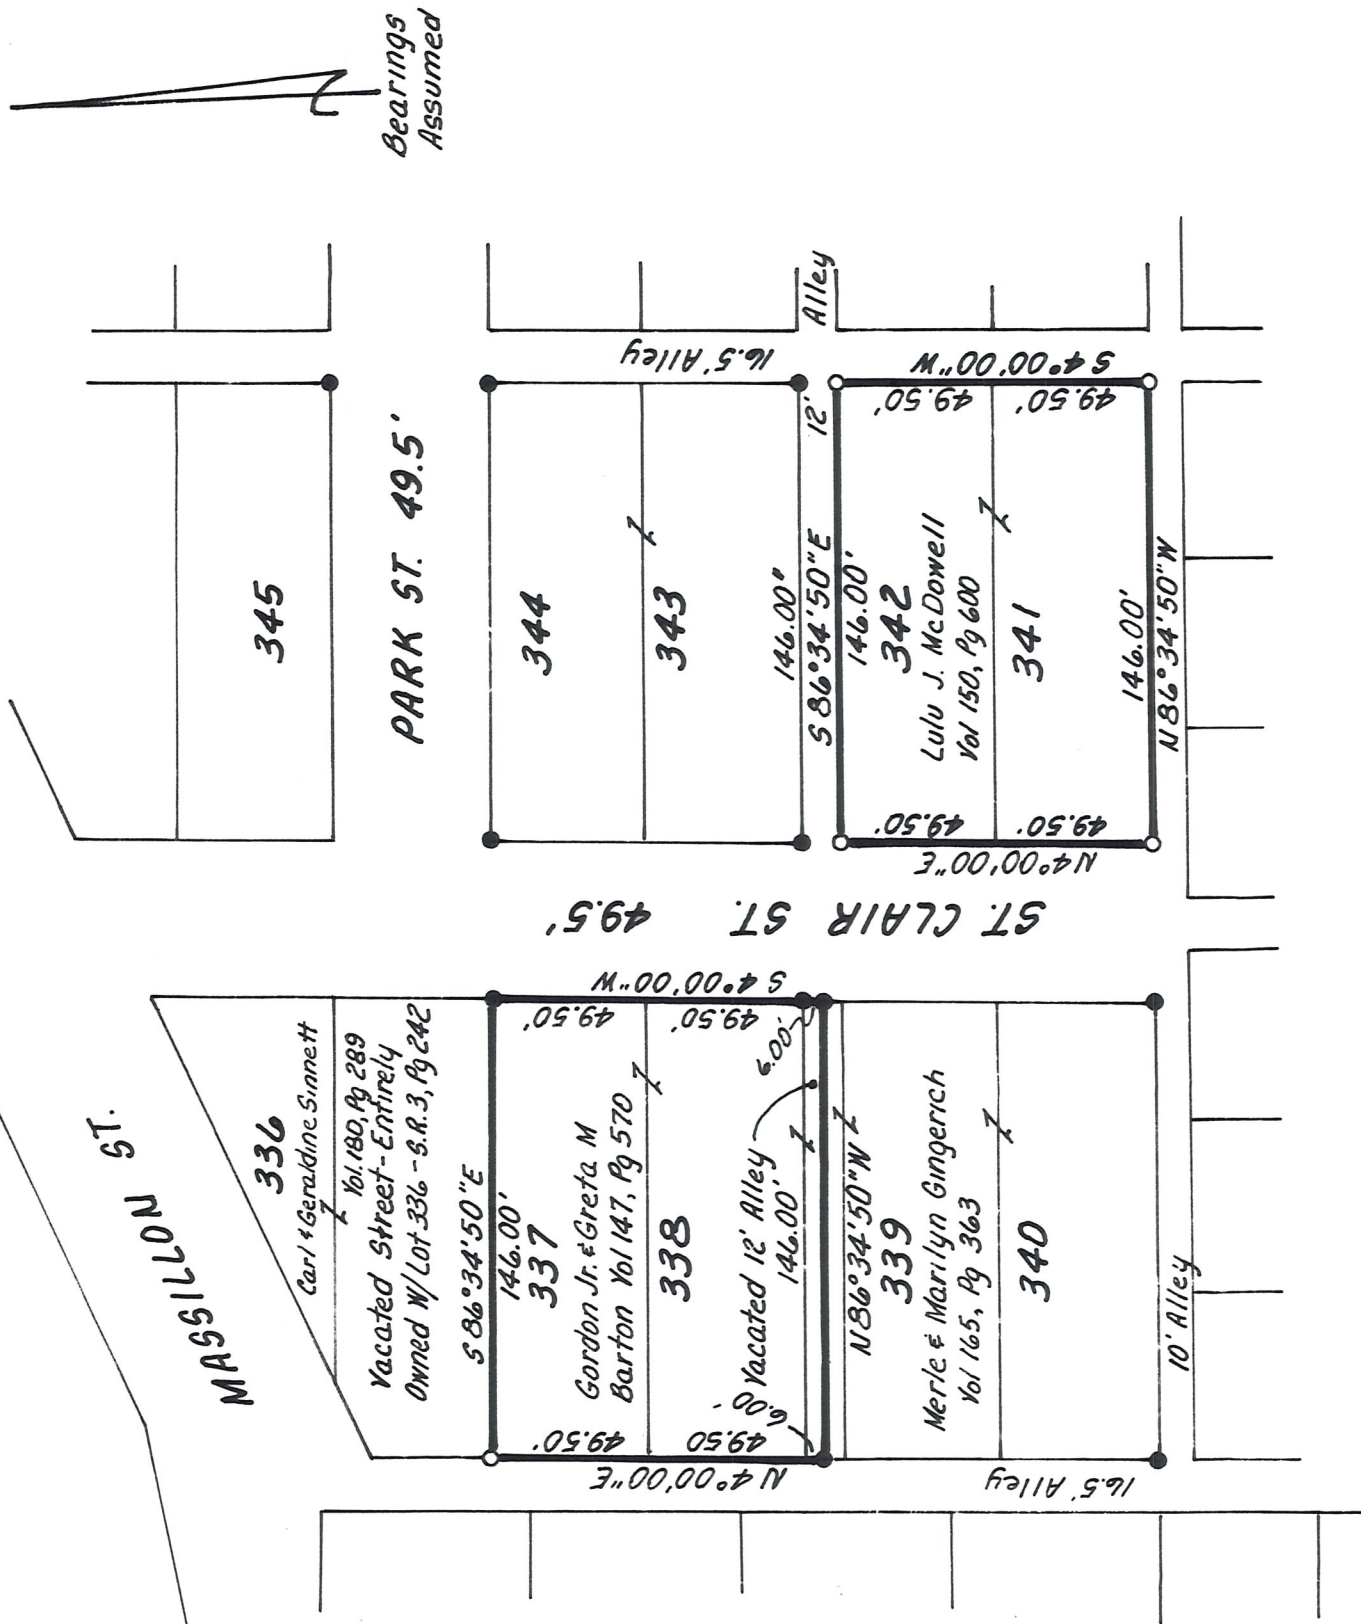 Bearings
Assumed
MASSILLON ST.
336
Carl & Geraldine Sinnett
Vol. 180, Pg 289
Vacated Street - Entirely
Owned W/Lot 336 - S.R. 3, Pg 242
S 86° 34' 50" E
146.00'
337
Gordon Jr. & Greta M
Barton Vol 147, Pg 570
338
Vacated 12' Alley
146.00'
N 86° 34' 50" W
339
Merle & Marilyn Gingerich
Vol 165, Pg 363
340
10' Alley
N 4° 00' 00" E
49.50
49.50'
6.00'
16.5' Alley
S 4° 00' 00" W
49.50'
49.50'
6.00'
ST. CLAIR ST. 49.5'
345
PARK ST. 49.5'
344
343
146.00"
S 86° 34' 50" E
12'
Alley
146.00'
342
Lulu J. McDowell
Vol 150, Pg 600
341
146.00'
N 86° 34' 50" W
N 4° 00' 00" E
49.50'
49.50'
16.5' Alley
S 4° 00' 00" W
49.50'
49.50'